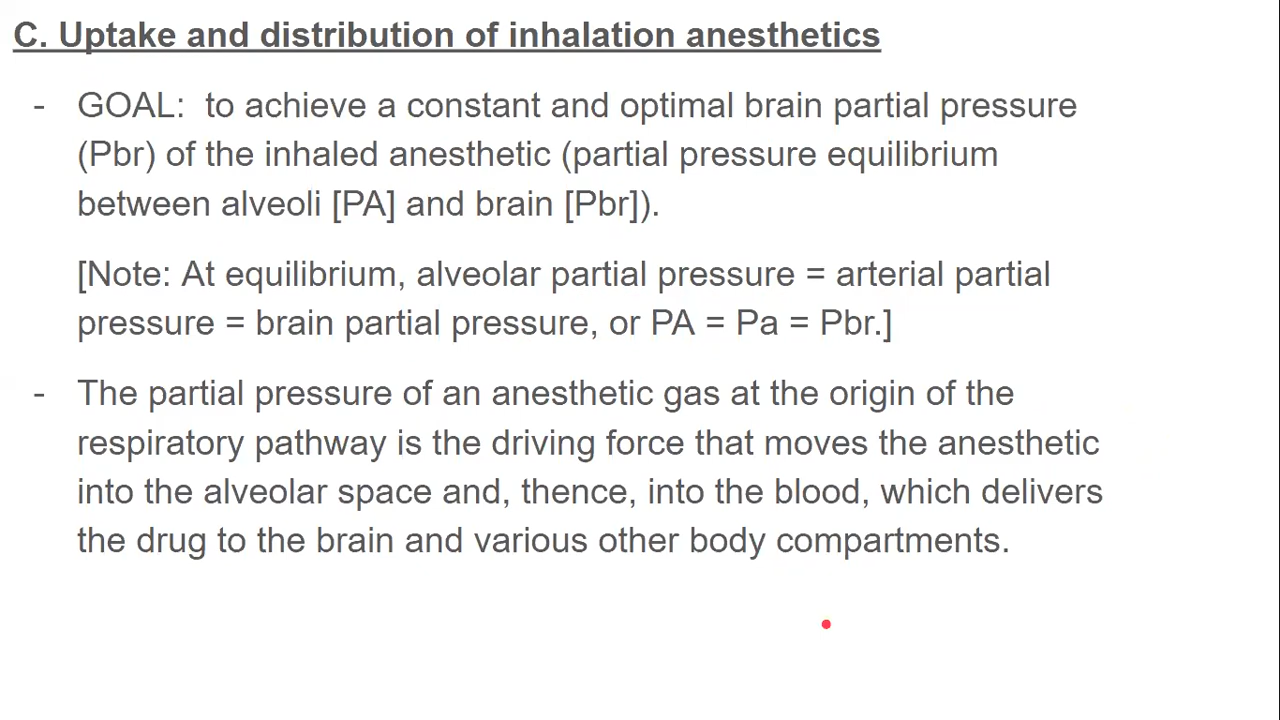 C. Uptake and distribution of inhalation anesthetics
- GOAL:  to achieve a constant and optimal brain partial pressure
(Pbr) of the inhaled anesthetic (partial pressure equilibrium
between alveoli [PA] and brain [Pbr]).
[Note: At equilibrium, alveolar partial pressure = arterial partial
pressure = brain partial pressure, or PA = Pa = Pbr.]
- The partial pressure of an anesthetic gas at the origin of the
respiratory pathway is the driving force that moves the anesthetic
into the alveolar space and, thence, into the blood, which delivers
the drug to the brain and various other body compartments.